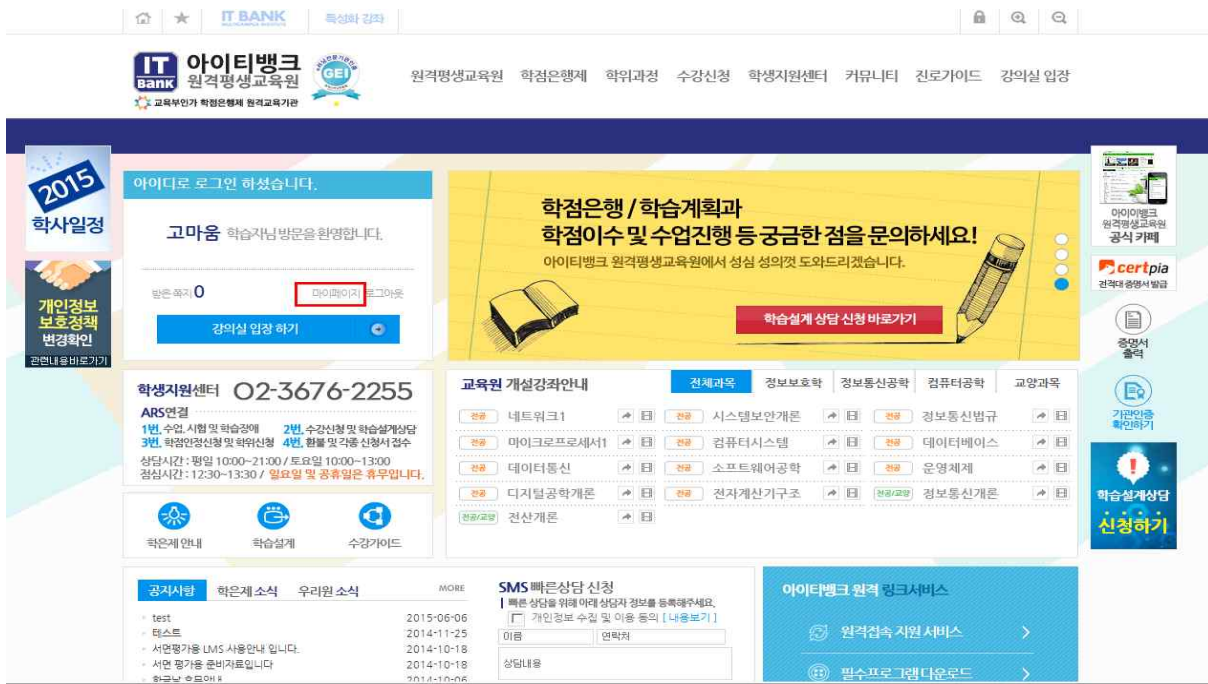 IT BANK
특성화 강좌
IT Bank
아이티뱅크
원격평생교육원
GEI
교육부인가 학점은행제 원격교육기관
원격평생교육원 학점은행제 학위과정 수강신청 학생지원센터 커뮤니티 진로가이드 강의실 입장
2015
학사일정
개인정보
보호정책
변경확인
관련내용바로가기
아이디로 로그인 하셨습니다.
고마움 학습자님 방문을 환영합니다.
받은 쪽지 0 마이페이지 로그아웃
강의실 입장 하기
학점은행 / 학습계획과
학점이수 및 수업진행 등 궁금한 점을 문의하세요!
아이티뱅크 원격평생교육원에서 성심 성의껏 도와드리겠습니다.
학습설계 상담 신청 바로가기
아이티뱅크
원격평생교육원
공식 카페
certpia
전적대 증명서 발급
증명서
출력
기관인증
확인하기
학습설계상담
신청하기
학생지원센터 02-3676-2255
ARS연결
1번. 수업, 시험 및 학습장애 2번. 수강신청 및 학습설계상담
3번. 학점인정신청 및 학위신청 4번. 환불 및 각종 신청서 접수
상담시간 : 평일 10:00~21:00 / 토요일 10:00~13:00
점심시간 : 12:30~13:30 / 일요일 및 공휴일은 휴무입니다.
학은제 안내 학습설계 수강가이드
교육원 개설강좌안내 전체과목 정보보호학 정보통신공학 컴퓨터공학 교양과목
전공 네트워크1 전공 시스템보안개론 전공 정보통신법규
전공 마이크로프로세서1 전공 컴퓨터시스템 전공 데이터베이스
전공 데이터통신 전공 소프트웨어공학 전공 운영체제
전공 디지털공학개론 전공 전자계산기구조 전공/교양 정보통신개론
전공/교양 전산개론
공지사항 학은제 소식 우리원 소식 MORE
test 2015-06-06
테스트 2014-11-25
서면평가용 LMS 사용안내 입니다. 2014-10-18
서면 평가용 준비자료입니다 2014-10-18
한글날 휴무안내 2014-10-06
SMS 빠른상담 신청
빠른 상담을 위해 아래 상담자 정보를 등록해주세요.
개인정보 수집 및 이용 동의 [ 내용보기 ]
이름 연락처
상담내용
아이티뱅크 원격 링크서비스
원격접속 지원 서비스
필수프로그램다운로드